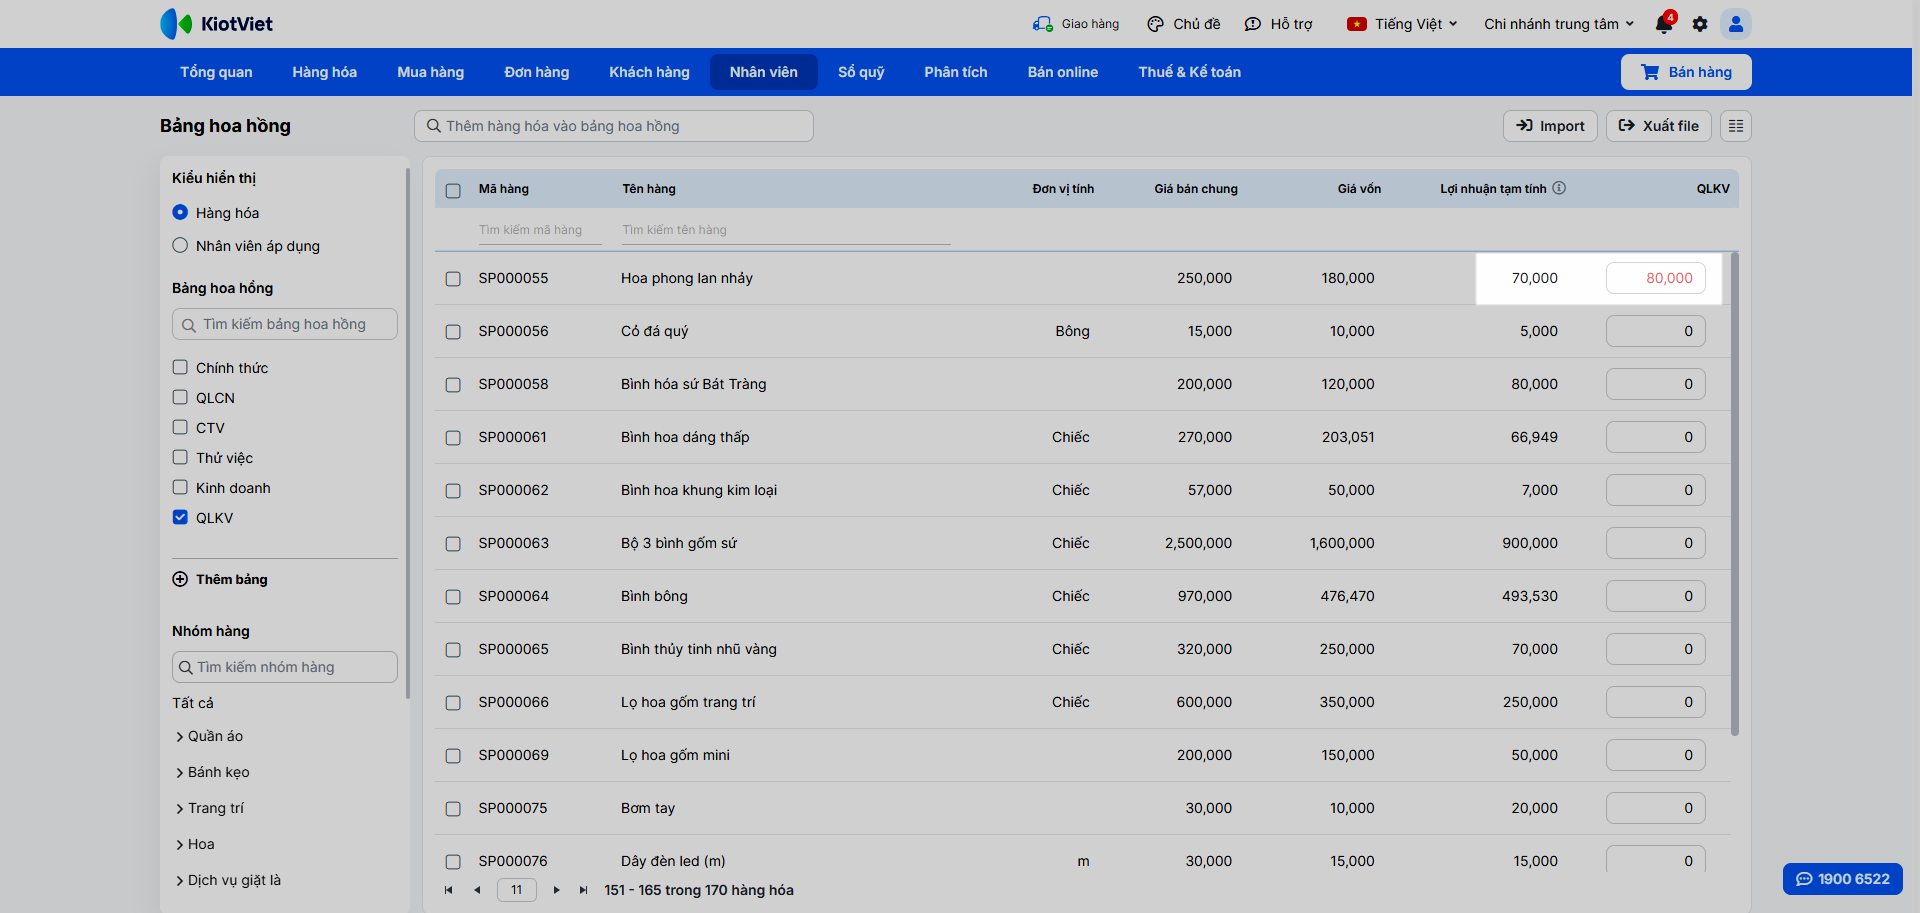 KiotViet
Giao hàng
Chủ đề
Hỗ trợ
Tiếng Việt
Chi nhánh trung tâm
4
Tổng quan
Hàng hóa
Mua hàng
Đơn hàng
Khách hàng
Nhân viên
Sổ quỹ
Phân tích
Bán online
Thuế & Kế toán
Bán hàng
Bảng hoa hồng
Thêm hàng hóa vào bảng hoa hồng
Import
Xuất file
Kiểu hiển thị
Hàng hóa
Nhân viên áp dụng
Bảng hoa hồng
Tìm kiếm bảng hoa hồng
Chính thức
QLCN
CTV
Thử việc
Kinh doanh
QLKV
Thêm bảng
Nhóm hàng
Tìm kiếm nhóm hàng
Tất cả
Quần áo
Bánh kẹo
Trang trí
Hoa
Dịch vụ giặt là
Mã hàng Tên hàng Đơn vị tính Giá bán chung Giá vốn Lợi nhuận tạm tính QLKV
Tìm kiếm mã hàng Tìm kiếm tên hàng
SP000055 Hoa phong lan nhảy 250,000 180,000 70,000 80,000
SP000056 Cỏ đá quý Bông 15,000 10,000 5,000 0
SP000058 Bình hóa sứ Bát Tràng 200,000 120,000 80,000 0
SP000061 Bình hoa dáng thấp Chiếc 270,000 203,051 66,949 0
SP000062 Bình hoa khung kim loại Chiếc 57,000 50,000 7,000 0
SP000063 Bộ 3 bình gốm sứ Chiếc 2,500,000 1,600,000 900,000 0
SP000064 Bình bông Chiếc 970,000 476,470 493,530 0
SP000065 Bình thủy tinh nhũ vàng Chiếc 320,000 250,000 70,000 0
SP000066 Lọ hoa gốm trang trí Chiếc 600,000 350,000 250,000 0
SP000069 Lọ hoa gốm mini 200,000 150,000 50,000 0
SP000075 Bơm tay 30,000 10,000 20,000 0
SP000076 Dây đèn led (m) m 30,000 15,000 15,000 0
11 151 - 165 trong 170 hàng hóa
1900 6522